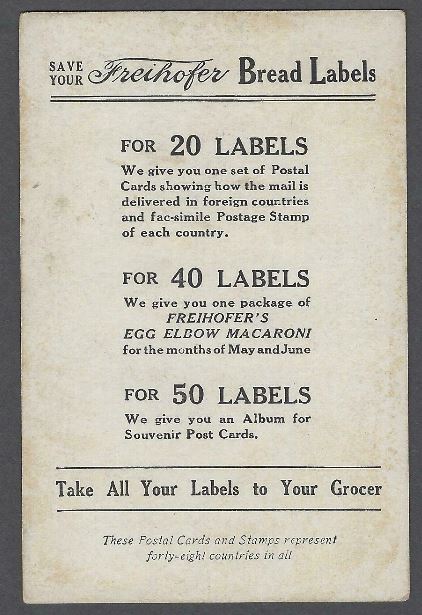 SAVE YOUR Freihofer Bread Labels
FOR 20 LABELS
We give you one set of Postal
Cards showing how the mail is
delivered in foreign countries
and fac-simile Postage Stamp
of each country.
FOR 40 LABELS
We give you one package of
FREIHOFER'S
EGG ELBOW MACARONI
for the months of May and June
FOR 50 LABELS
We give you an Album for
Souvenir Post Cards.
Take All Your Labels to Your Grocer
These Postal Cards and Stamps represent
forty-eight countries in all